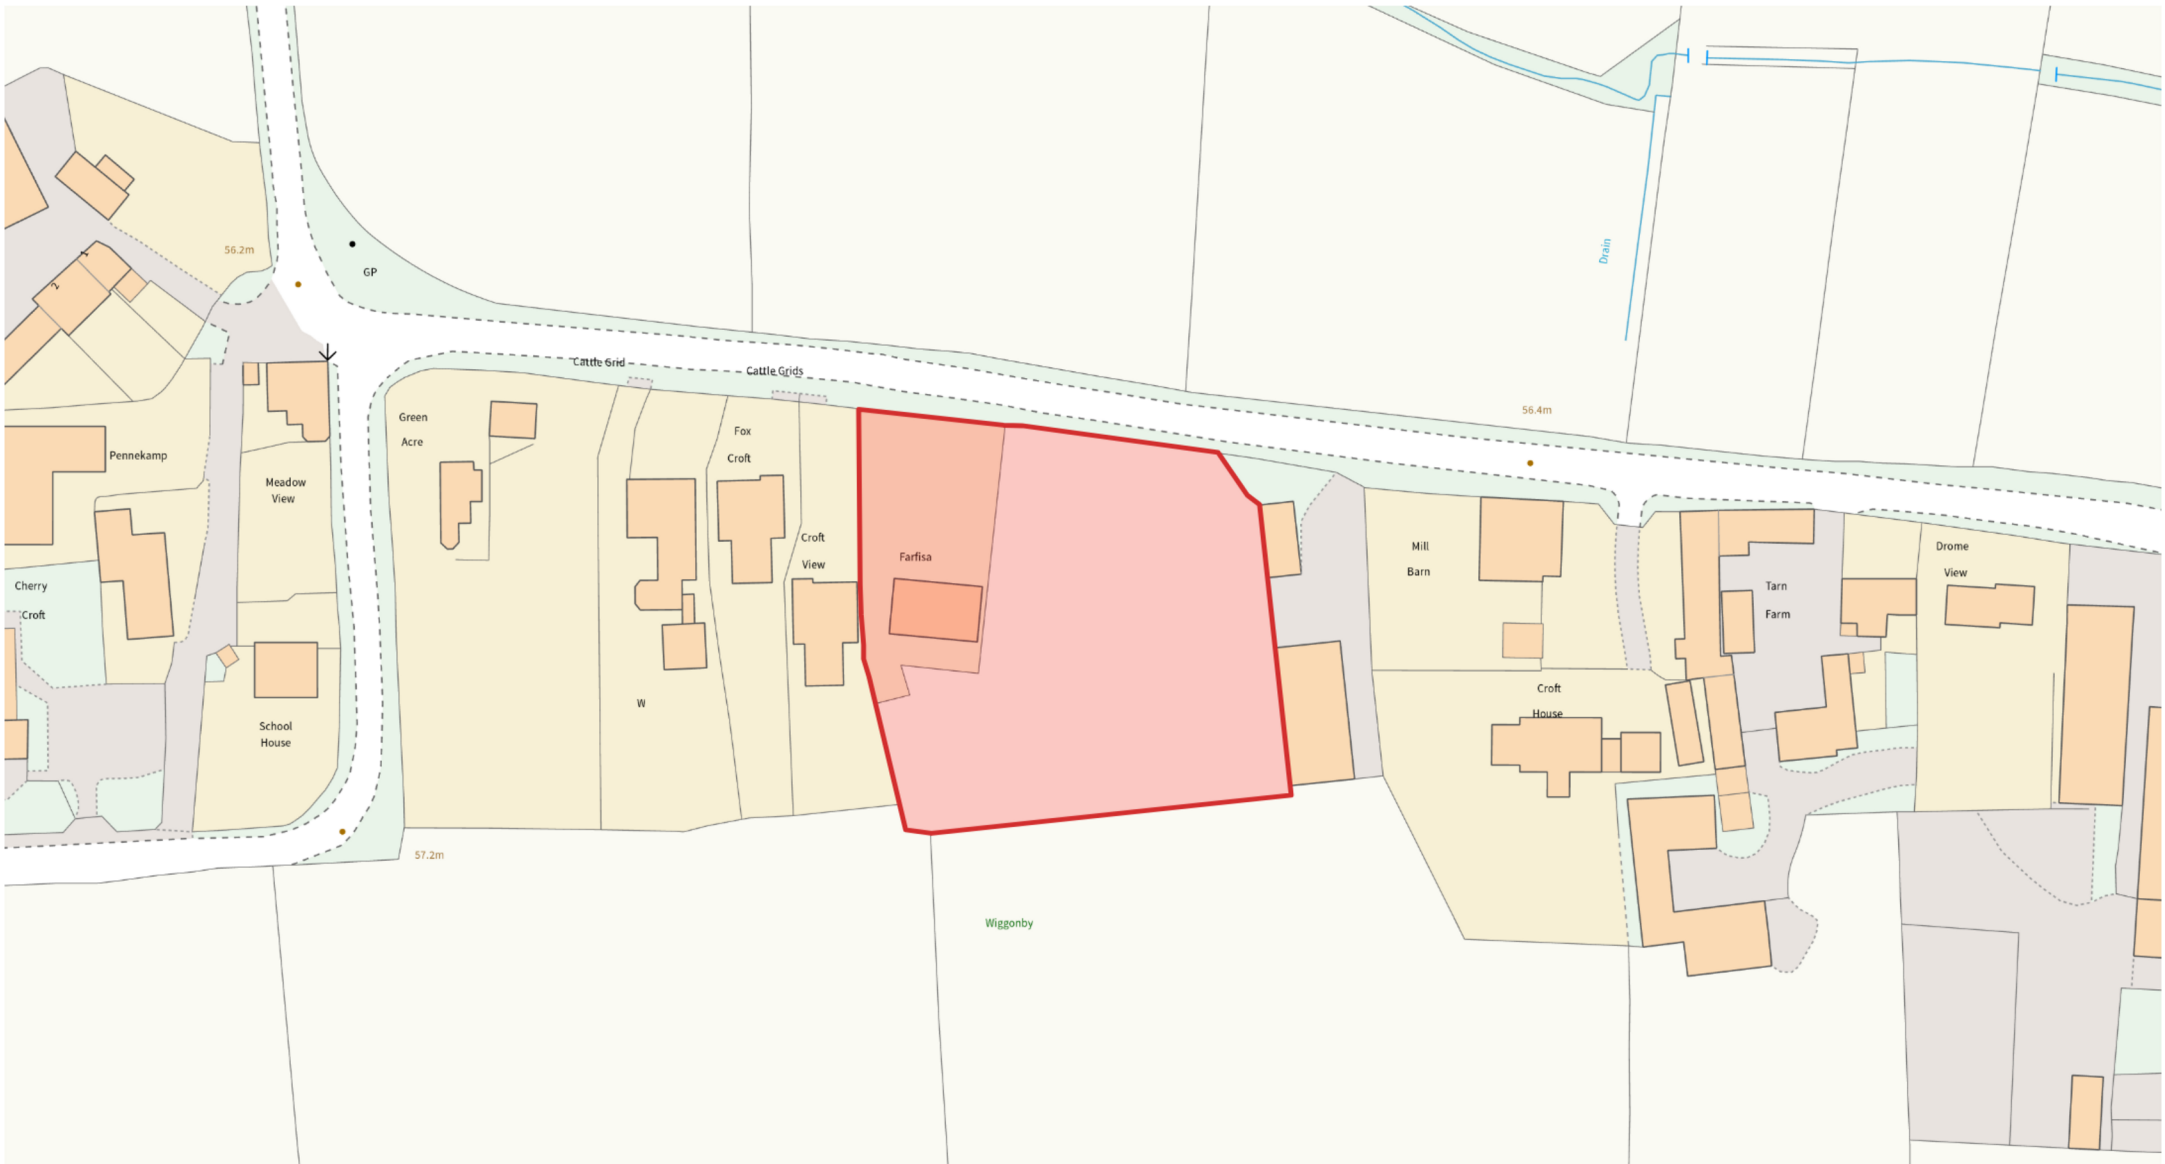 56.2m
GP
1
2
Cattle Grid
Cattle Grids
Drain
56.4m
Green
Acre
Fox
Croft
Pennekamp
Meadow
View
Croft
View
Farfisa
Mill
Barn
Drome
View
Tarn
Farm
Cherry
Croft
W
Croft
House
School
House
57.2m
Wiggonby